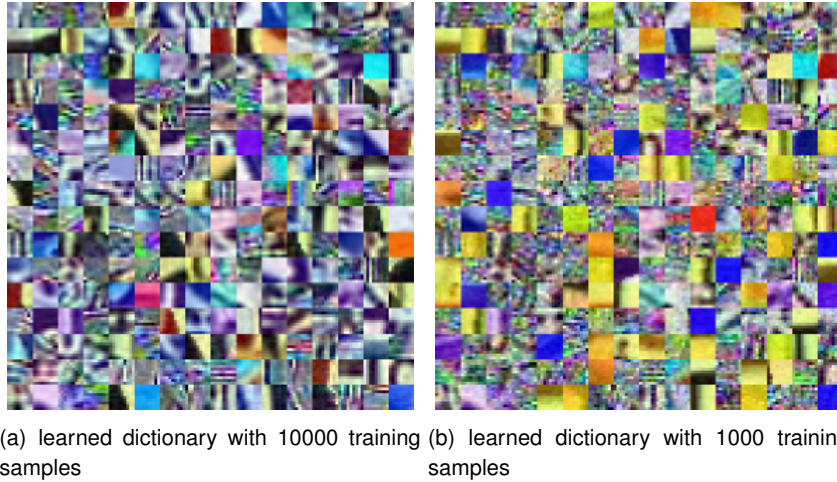 (a) learned dictionary with 10000 training
samples
(b) learned dictionary with 1000 trainin
samples